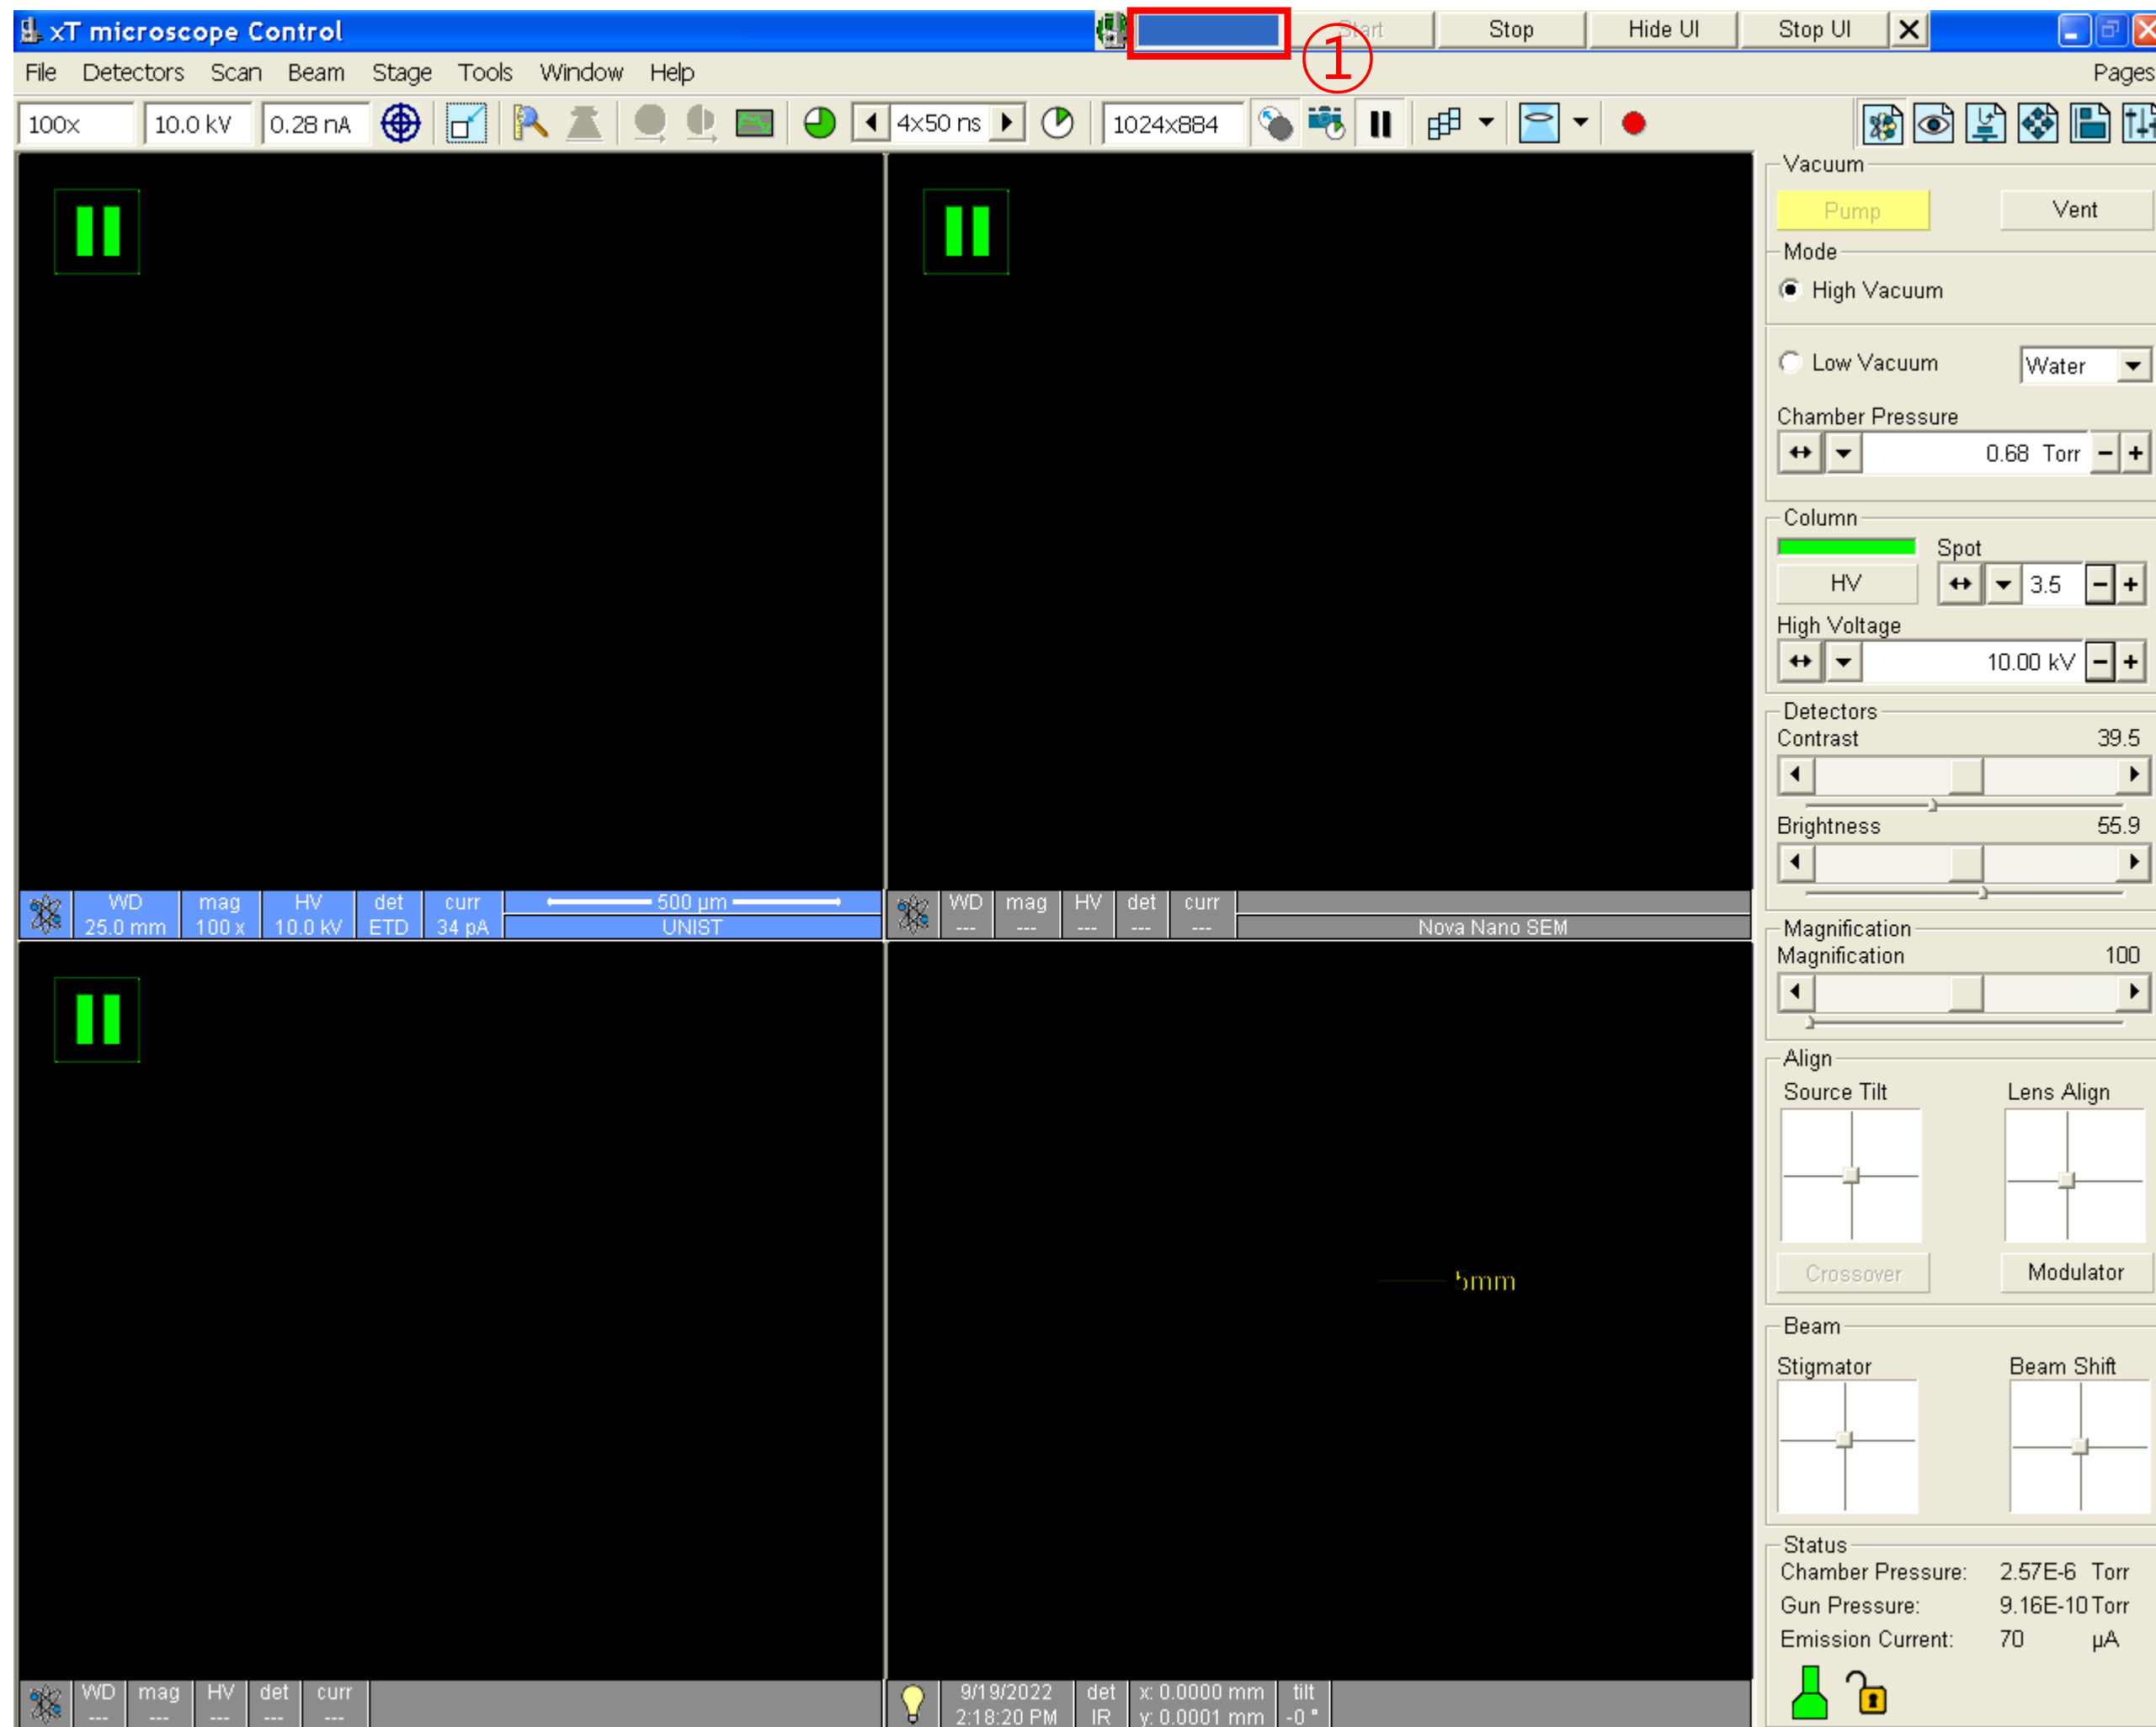 xT microscope Control Start Stop Hide UI Stop UI
①
File Detectors Scan Beam Stage Tools Window Help Pages
100x 10.0 kV 0.28 nA 4x50 ns 1024x884
Vacuum
Pump Vent
Mode
High Vacuum
Low Vacuum Water
Chamber Pressure
0.68 Torr
Column
Spot
HV 3.5
High Voltage
10.00 kV
Detectors
Contrast 39.5
Brightness 55.9
WD mag HV det curr 500 µm
25.0 mm 100 x 10.0 kV ETD 34 pA UNIST
WD mag HV det curr
--- --- --- --- --- Nova Nano SEM
Magnification
Magnification 100
Align
Source Tilt Lens Align
Crossover Modulator
5mm
Beam
Stigmator Beam Shift
Status
Chamber Pressure: 2.57E-6 Torr
Gun Pressure: 9.16E-10 Torr
Emission Current: 70 µA
WD mag HV det curr
--- --- --- --- ---
9/19/2022 det x: 0.0000 mm tilt
2:18:20 PM IR y: 0.0001 mm -0 °